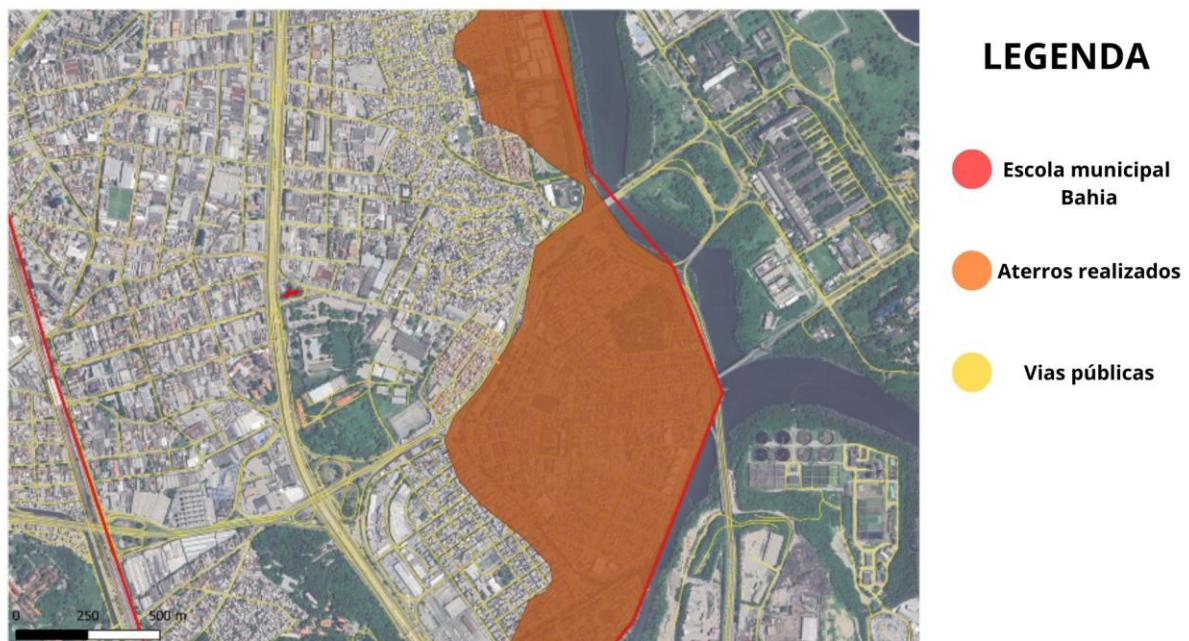 LEGENDA
Escola municipal
Bahia
Aterros realizados
Vias públicas
0 250 500 m